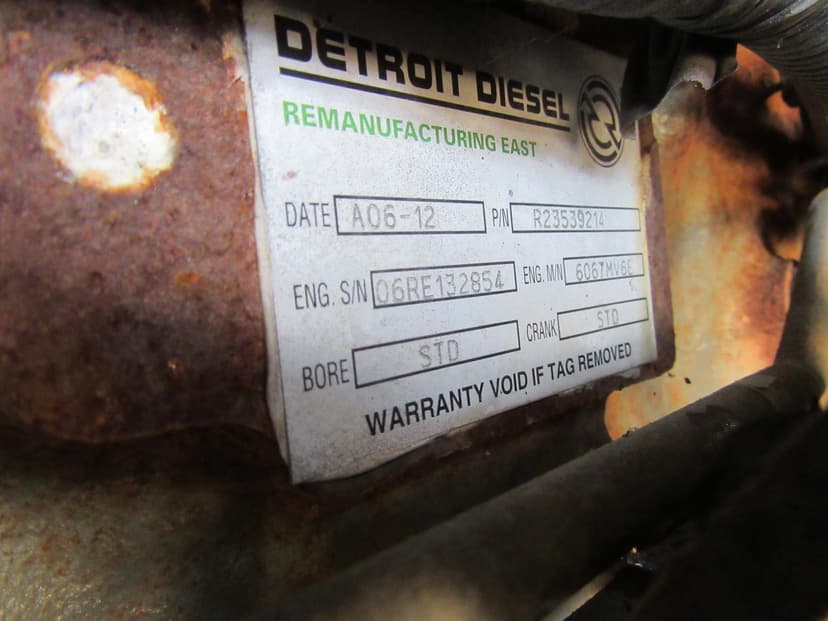 DETROIT DIESEL
REMANUFACTURING EAST
DATE A06-12 P/N R23539214
ENG. S/N 06RE132854 ENG. M/N 6067MV6E
BORE STD CRANK STD
WARRANTY VOID IF TAG REMOVED